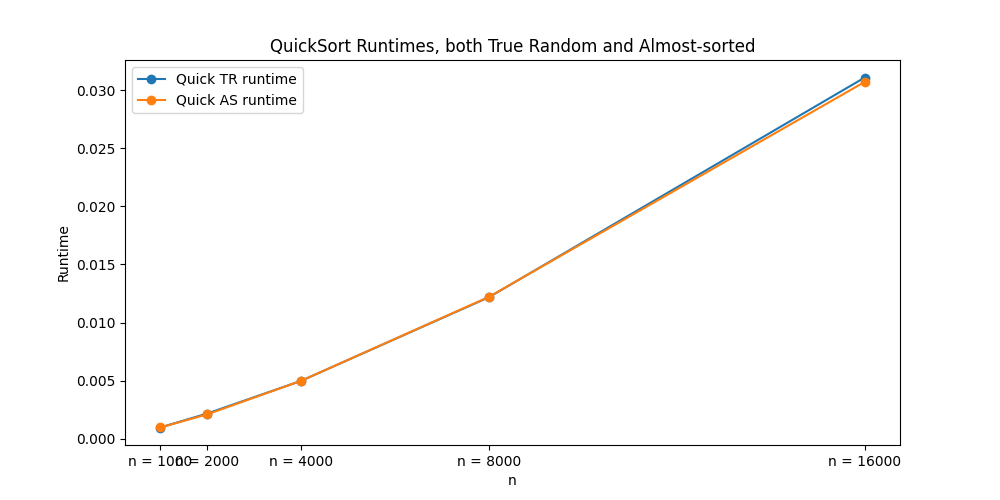 QuickSort Runtimes, both True Random and Almost-sorted
Quick TR runtime
Quick AS runtime
Runtime
0.030
0.025
0.020
0.015
0.010
0.005
0.000
n = 1000
n = 2000
n = 4000
n = 8000
n = 16000
n